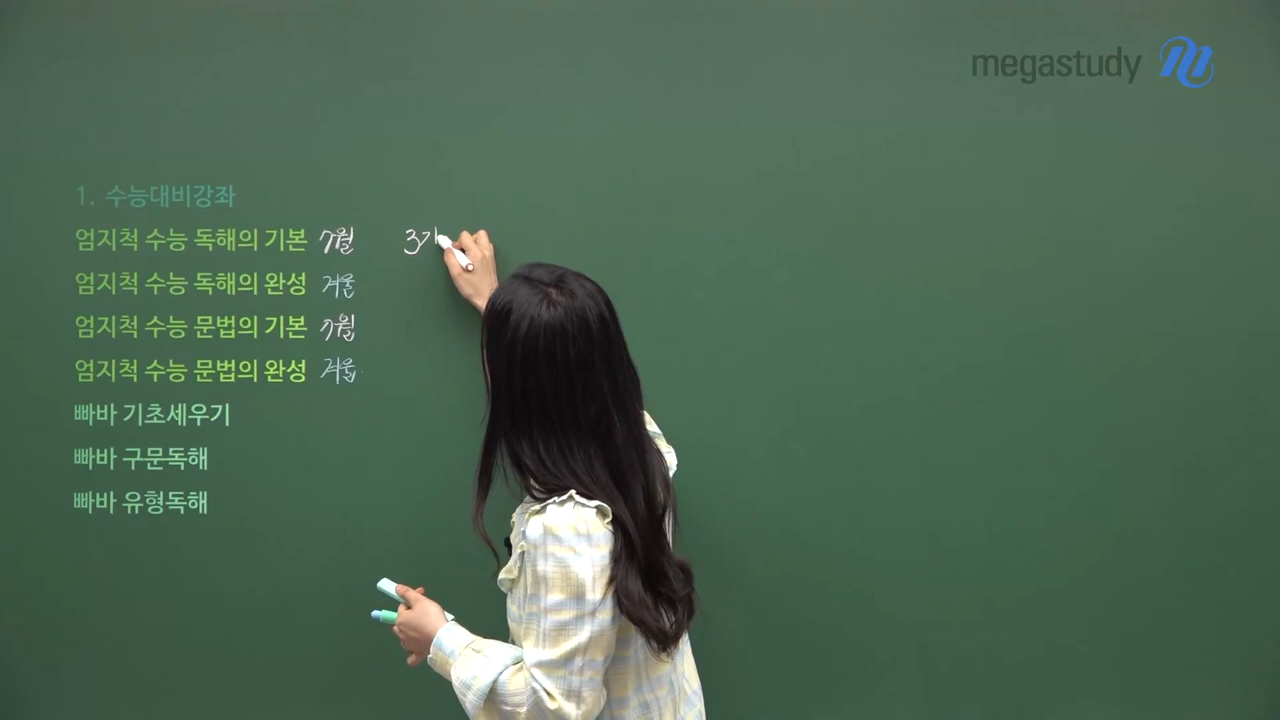 megastudy
1. 수능대비강좌
엄지척 수능 독해의 기본 7월 3가
엄지척 수능 독해의 완성 겨울
엄지척 수능 문법의 기본 7월
엄지척 수능 문법의 완성 겨울
빠바 기초세우기
빠바 구문독해
빠바 유형독해